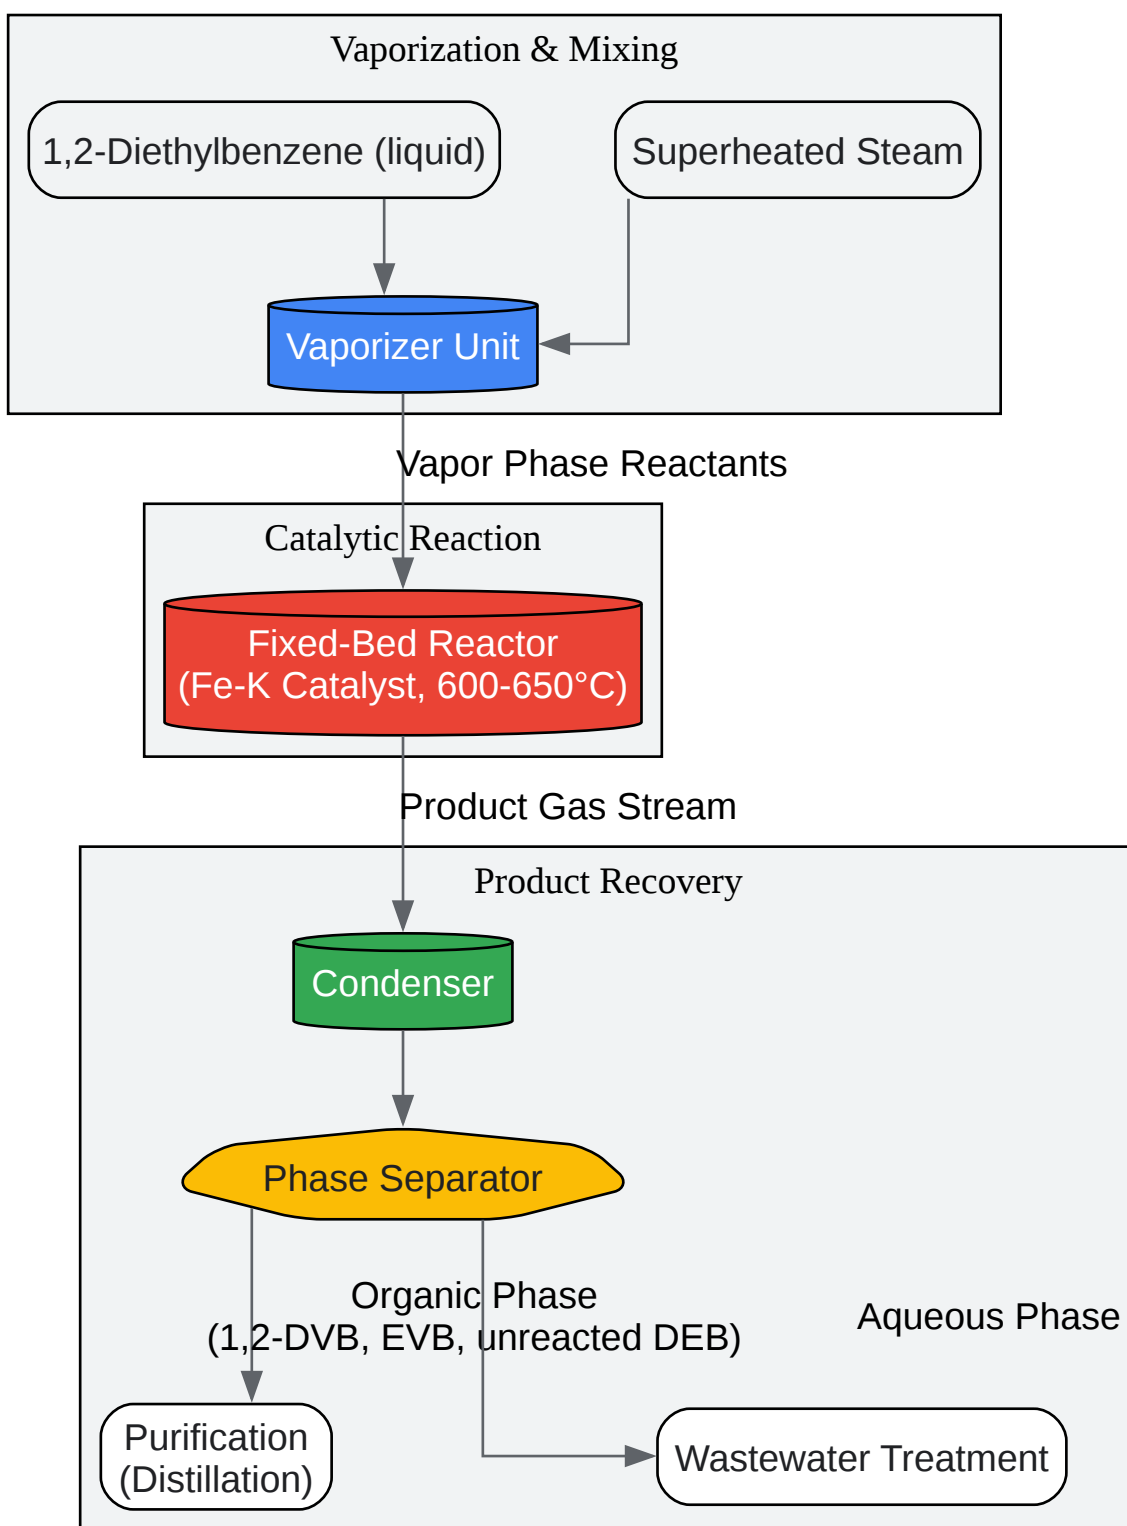 Vaporization & Mixing
1,2-Diethylbenzene (liquid)
Superheated Steam
Vaporizer Unit
Vapor Phase Reactants
Catalytic Reaction
Fixed-Bed Reactor
(Fe-K Catalyst, 600-650°C)
Product Gas Stream
Product Recovery
Condenser
Phase Separator
Organic Phase
(1,2-DVB, EVB, unreacted DEB)
Aqueous Phase
Purification
(Distillation)
Wastewater Treatment